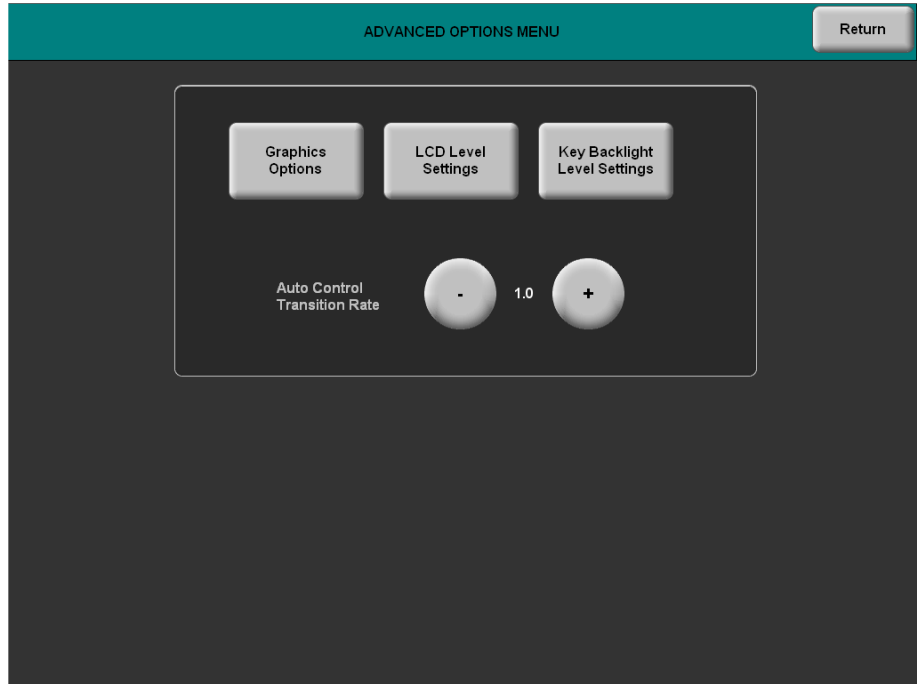 ADVANCED OPTIONS MENU
Return
Graphics
Options
LCD Level
Settings
Key Backlight
Level Settings
Auto Control
Transition Rate
-
1.0
+